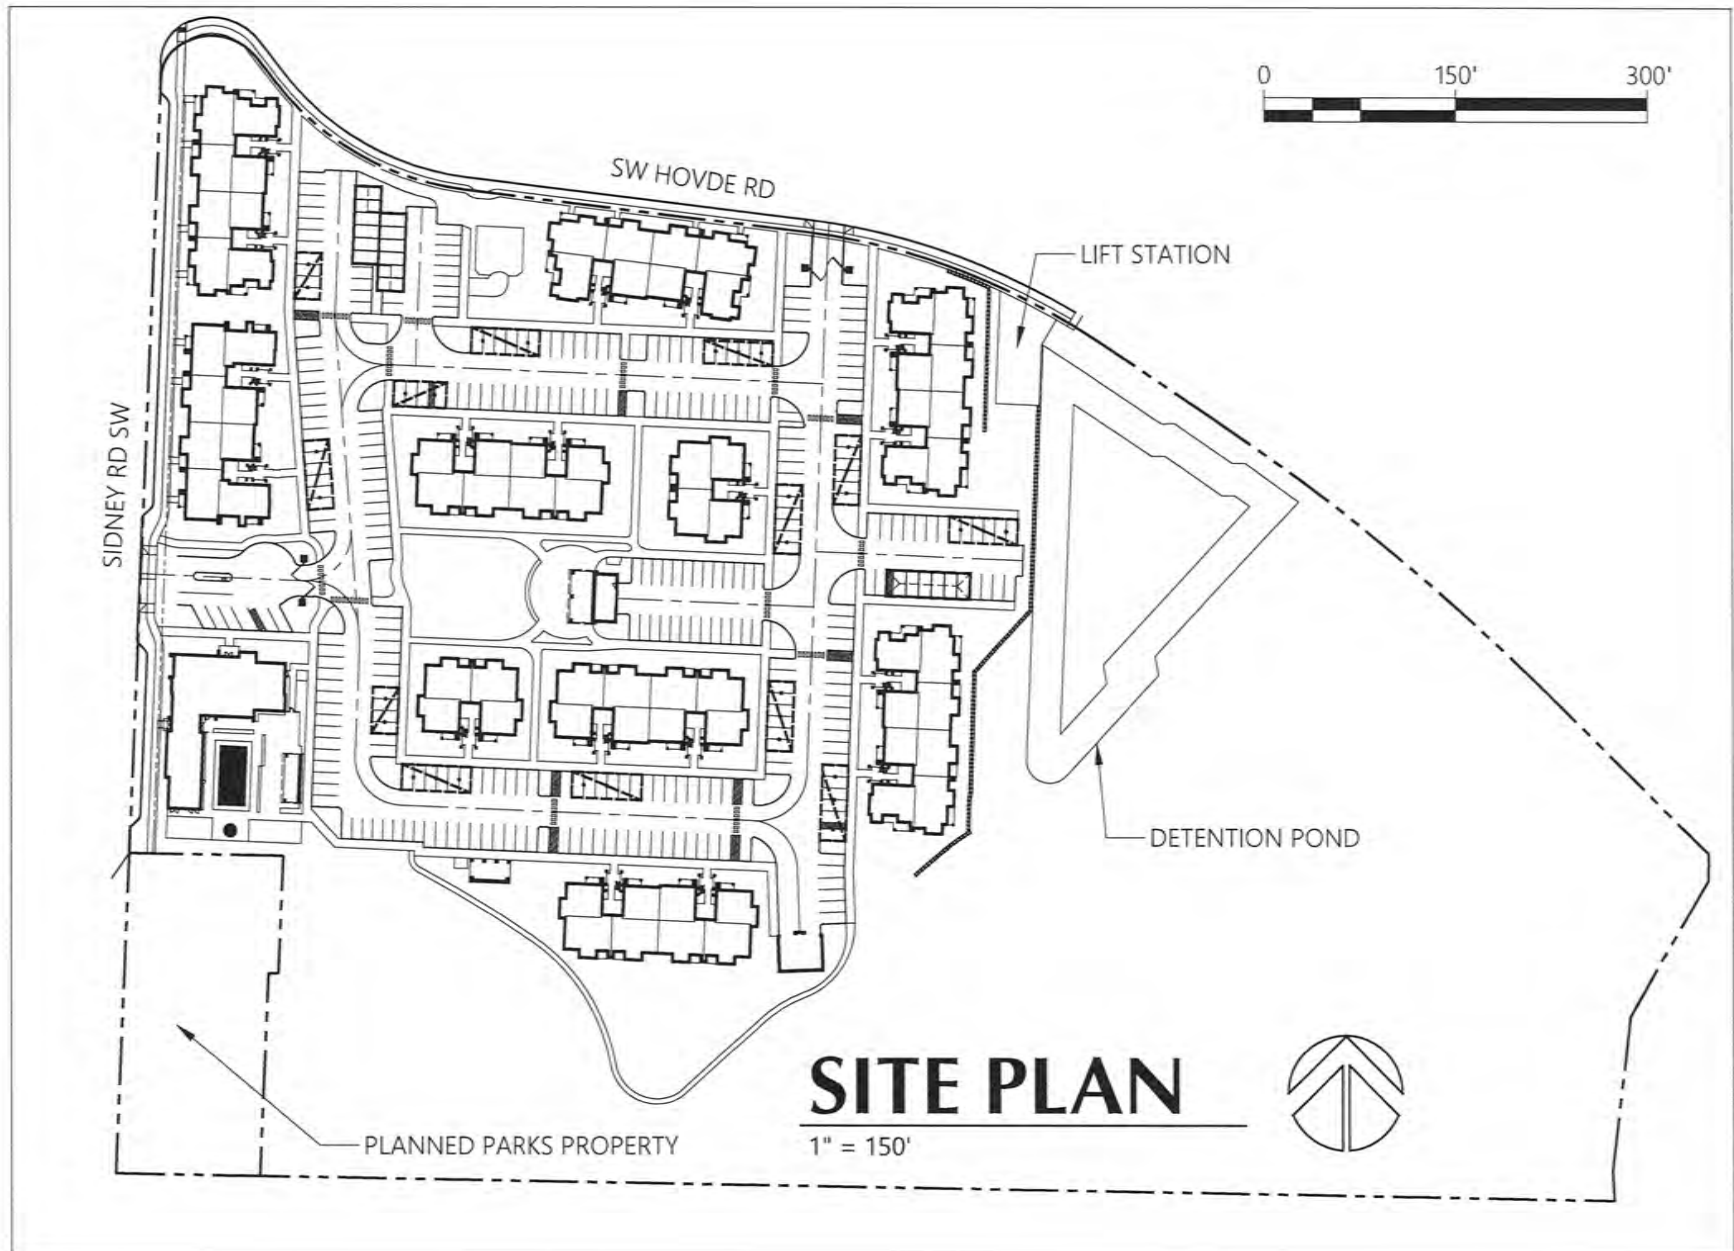 0 150' 300'
SW HOVDE RD
LIFT STATION
SIDNEY RD SW
DETENTION POND
SITE PLAN
1" = 150'
PLANNED PARKS PROPERTY